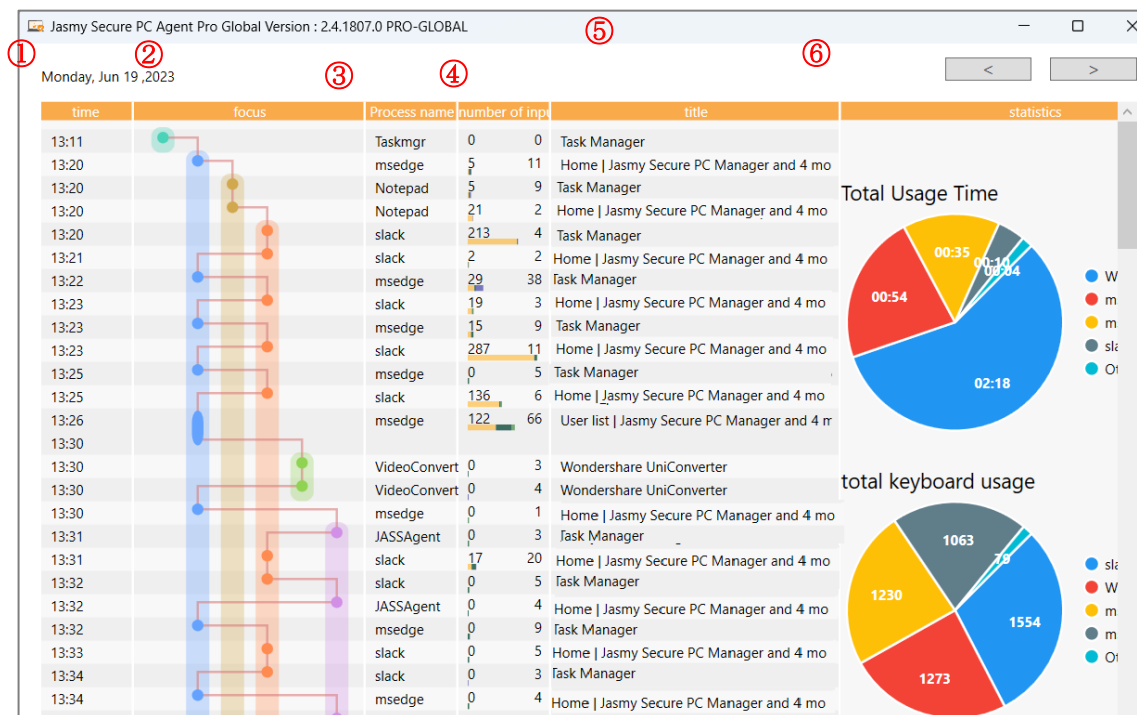 Jasmy Secure PC Agent Pro Global Version : 2.4.1807.0 PRO-GLOBAL
① ② ③ ④ ⑤ ⑥
Monday, Jun 19 ,2023
< >
time focus Process name number of inpu title statistics
13:11 Taskmgr 0 0 Task Manager
13:20 msedge 5 11 Home | Jasmy Secure PC Manager and 4 mo
13:20 Notepad 5 9 Task Manager
13:20 Notepad 21 2 Home | Jasmy Secure PC Manager and 4 mo
13:20 slack 213 4 Task Manager
13:21 slack 2 2 Home | Jasmy Secure PC Manager and 4 mo
13:22 msedge 29 38 Task Manager
13:23 slack 19 3 Home | Jasmy Secure PC Manager and 4 mo
13:23 msedge 15 9 Task Manager
13:23 slack 287 11 Home | Jasmy Secure PC Manager and 4 mo
13:25 msedge 0 5 Task Manager
13:25 slack 136 6 Home | Jasmy Secure PC Manager and 4 mo
13:26 msedge 122 66 User list | Jasmy Secure PC Manager and 4 m
13:30
13:30 VideoConvert 0 3 Wondershare UniConverter
13:30 VideoConvert 0 4 Wondershare UniConverter
13:30 msedge 0 1 Home | Jasmy Secure PC Manager and 4 mo
13:31 JASSAgent 0 3 Task Manager
13:31 slack 17 20 Home | Jasmy Secure PC Manager and 4 mo
13:32 slack 0 5 Task Manager
13:32 JASSAgent 0 4 Home | Jasmy Secure PC Manager and 4 mo
13:32 msedge 0 9 Task Manager
13:33 slack 0 5 Home | Jasmy Secure PC Manager and 4 mo
13:34 slack 0 3 Task Manager
13:34 msedge 0 4 Home | Jasmy Secure PC Manager and 4 mo
Total Usage Time
00:35
00:10
00:04
00:54
02:18
W
m
m
sla
Ot
total keyboard usage
1063
79
1230
1554
1273
sla
W
m
m
Ot